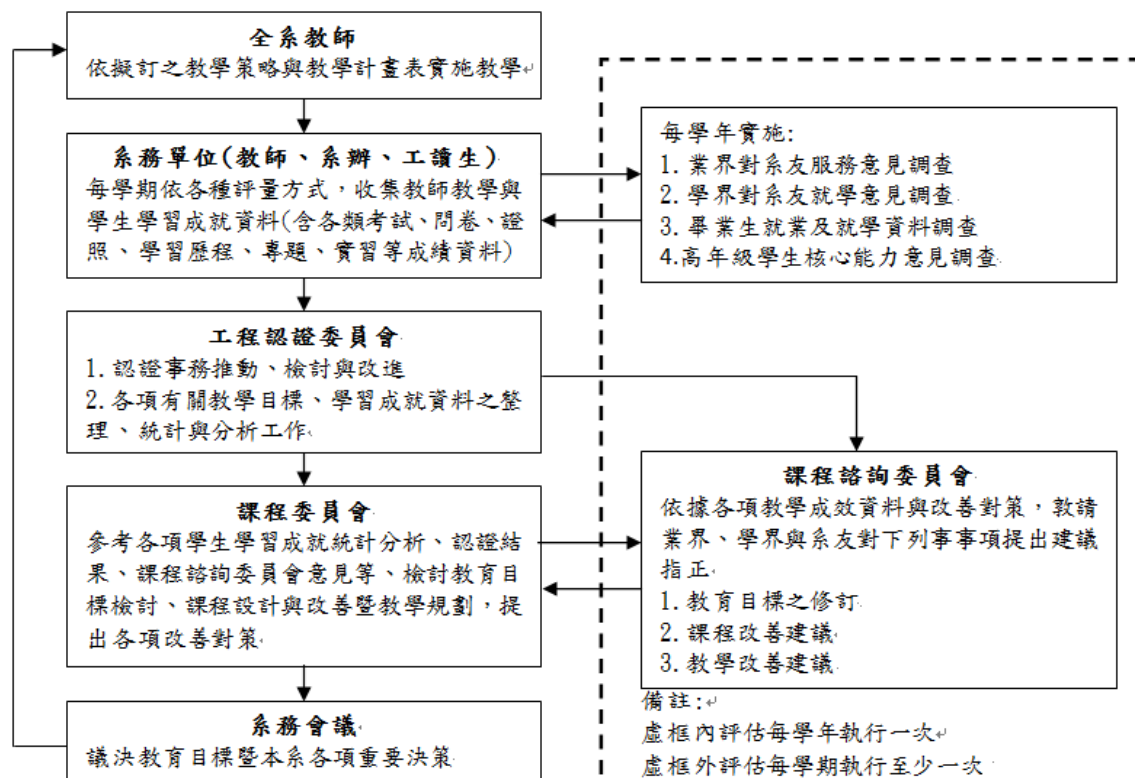 全系教師
依擬訂之教學策略與教學計畫表實施教學
系務單位(教師、系辦、工讀生)
每學期依各種評量方式，收集教師教學與
學生學習成就資料(含各類考試、問卷、證
照、學習歷程、專題、實習等成績資料)
每學年實施:
1. 業界對系友服務意見調查
2. 學界對系友就學意見調查
3. 畢業生就業及就學資料調查
4.高年級學生核心能力意見調查
工程認證委員會
1. 認證事務推動、檢討與改進
2. 各項有關教學目標、學習成就資料之整
理、統計與分析工作
課程委員會
參考各項學生學習成就統計分析、認證結
果、課程諮詢委員會意見等、檢討教育目
標檢討、課程設計與改善暨教學規劃，提
出各項改善對策
課程諮詢委員會
依據各項教學成效資料與改善對策，敦請
業界、學界與系友對下列事事項提出建議
指正
1. 教育目標之修訂
2. 課程改善建議
3. 教學改善建議
系務會議
議決教育目標暨本系各項重要決策
備註:
虛框內評估每學年執行一次
虛框外評估每學期執行至少一次